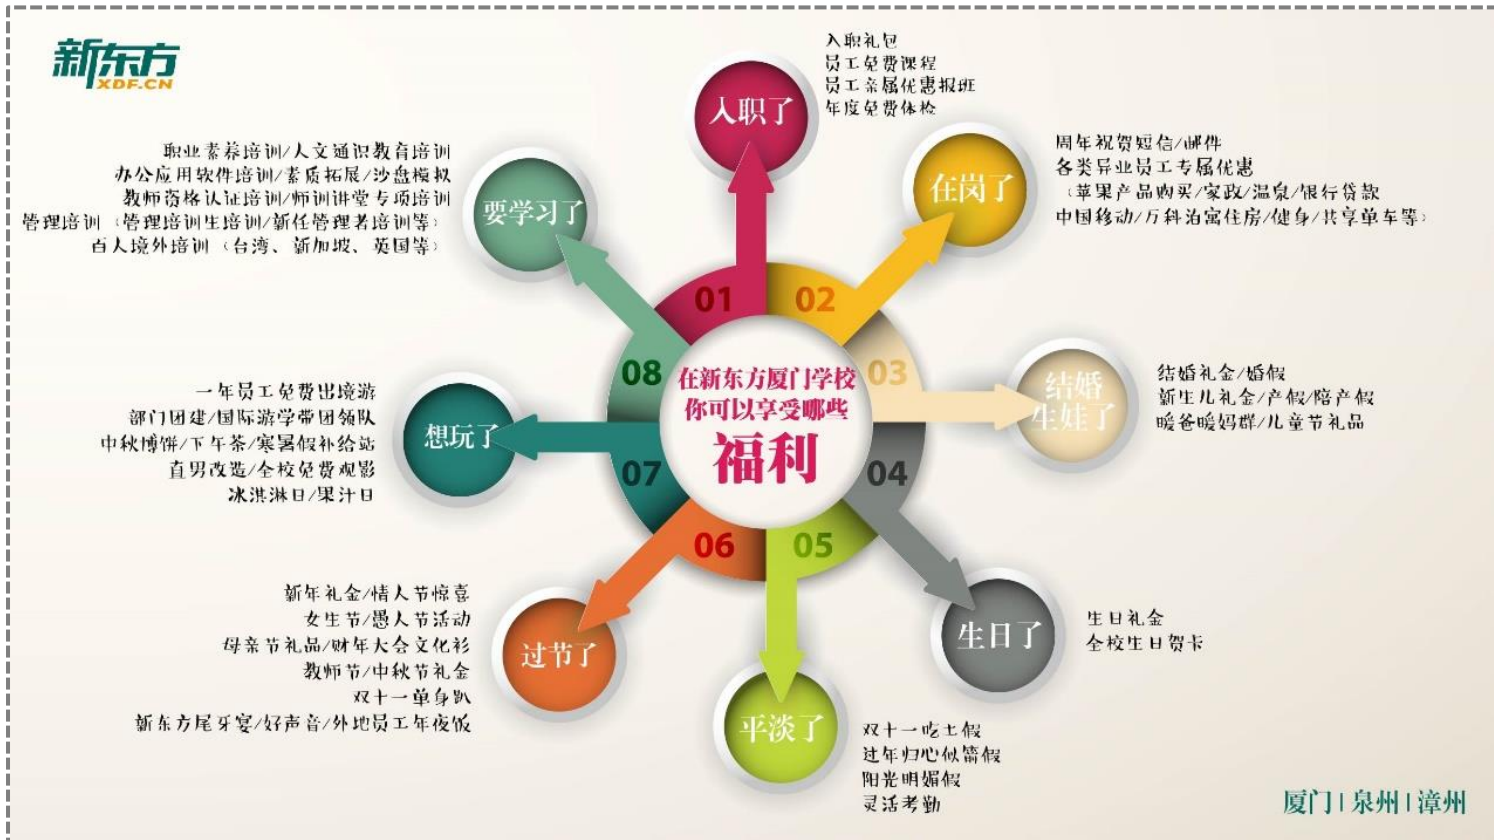 新东方
XDF.CN
在新东方厦门学校
你可以享受哪些
福利
01
入职了
入职礼包
员工免费课程
员工亲属优惠报班
年度免费体检
02
在岗了
周年祝贺短信/邮件
各类异业员工专属优惠
（苹果产品购买/家政/温泉/银行贷款
中国移动/万科泊寓住房/健身/共享单车等）
03
结婚
生娃了
结婚礼金/婚假
新生儿礼金/产假/陪产假
暖爸暖妈群/儿童节礼品
04
生日了
生日礼金
全校生日贺卡
05
平淡了
双十一吃土假
过年归心似箭假
阳光明媚假
灵活考勤
06
过节了
新年礼金/情人节惊喜
女生节/愚人节活动
母亲节礼品/财年大会文化衫
教师节/中秋节礼金
双十一单身趴
新东方尾牙宴/好声音/外地员工年夜饭
07
想玩了
一年员工免费出境游
部门团建/国际游学带团领队
中秋博饼/下午茶/寒暑假补给站
直男改造/全校免费观影
冰淇淋日/果汁日
08
要学习了
职业素养培训/人文通识教育培训
办公应用软件培训/素质拓展/沙盘模拟
教师资格认证培训/师训讲堂专项培训
管理培训（管理培训生培训/新任管理者培训等）
百人境外培训（台湾、新加坡、英国等）
厦门|泉州|漳州